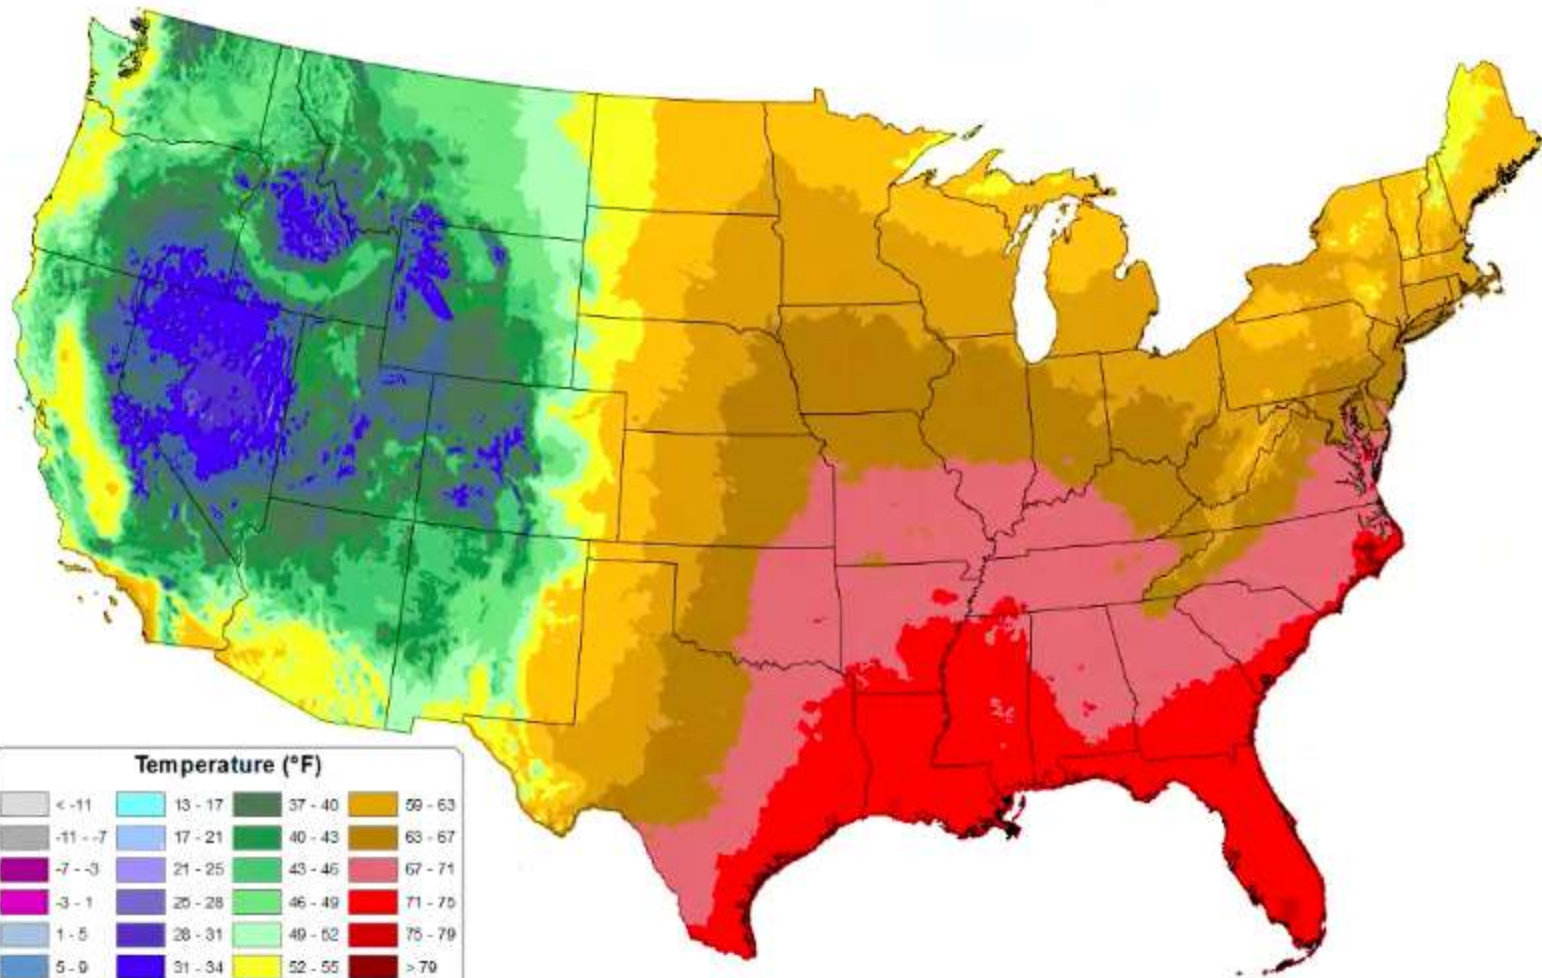 Temperature (°F)
< -11 13 - 17 37 - 40 59 - 63
-11 - -7 17 - 21 40 - 43 63 - 67
-7 - -3 21 - 25 43 - 46 67 - 71
-3 - 1 25 - 28 46 - 49 71 - 75
1 - 5 28 - 31 49 - 52 75 - 79
5 - 9 31 - 34 52 - 55 > 79